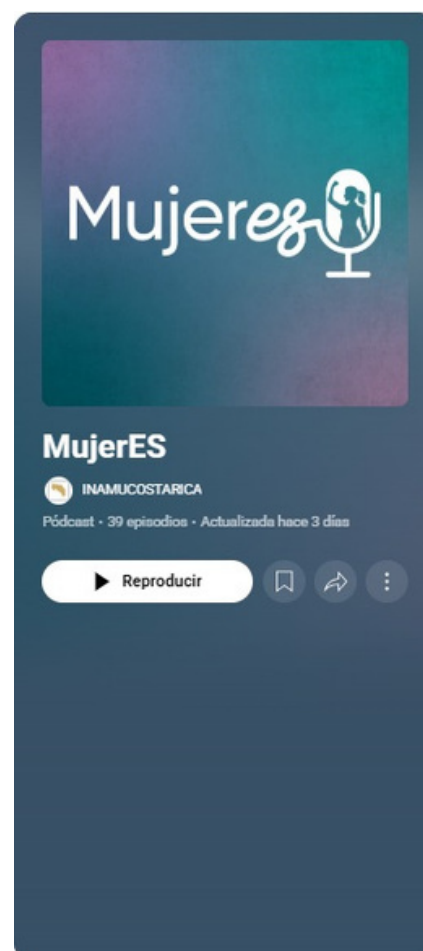 Mujeres
MujerES
INAMUCOSTARICA
Pódcast • 39 episodios • Actualizada hace 3 días
Reproducir